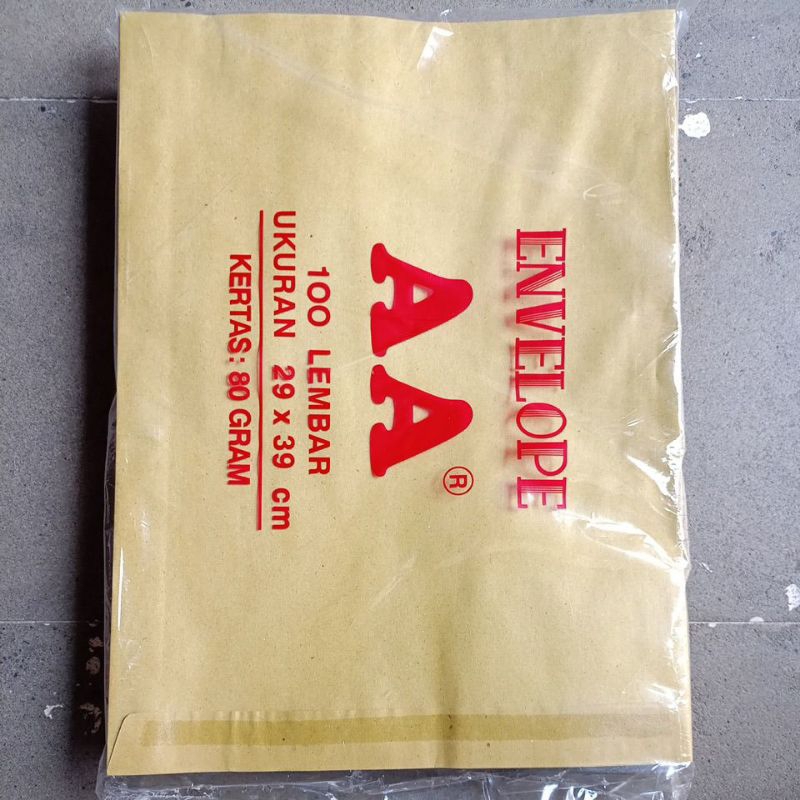 ENVELOPE
AA ®
100 LEMBAR
UKURAN 29 x 39 cm
KERTAS: 80 GRAM